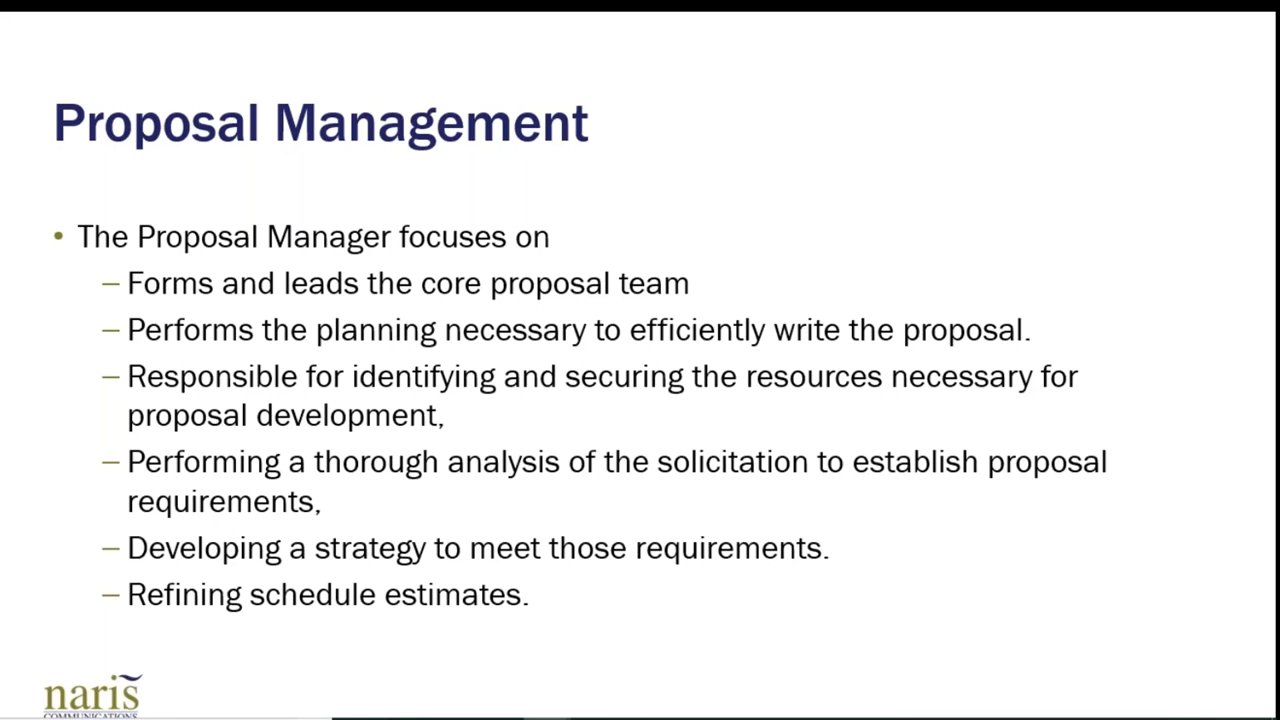 Proposal Management
• The Proposal Manager focuses on
– Forms and leads the core proposal team
– Performs the planning necessary to efficiently write the proposal.
– Responsible for identifying and securing the resources necessary for
proposal development,
– Performing a thorough analysis of the solicitation to establish proposal
requirements,
– Developing a strategy to meet those requirements.
– Refining schedule estimates.
naris
COMMUNICATIONS